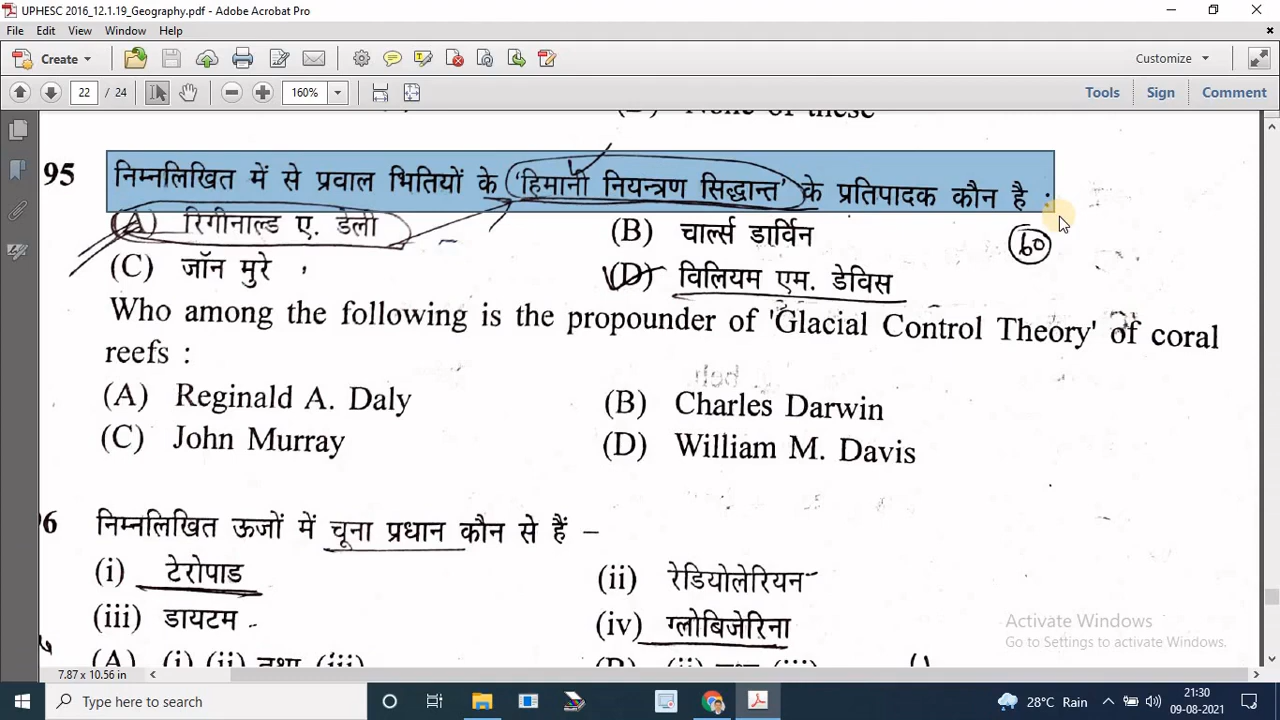 UPHESC 2016_12.1.19_Geography.pdf - Adobe Acrobat Pro
File Edit View Window Help
Create
Customize
22 / 24
160%
Tools Sign Comment
None of these
95 निम्नलिखित में से प्रवाल भितियों के 'हिमानी नियन्त्रण सिद्धान्त' के प्रतिपादक कौन है :
(A) रिगीनाल्ड ए. डेली (B) चार्ल्स डार्विन
60
(C) जॉन मुरे (D) विलियम एम. डेविस
Who among the following is the propounder of 'Glacial Control Theory' of coral
reefs :
(A) Reginald A. Daly (B) Charles Darwin
(C) John Murray (D) William M. Davis
96 निम्नलिखित ऊजों में चूना प्रधान कौन से हैं –
(i) टेरोपाड (ii) रेडियोलेरियन
(iii) डायटम (iv) ग्लोबिजेरिना
Activate Windows
Go to Settings to activate Windows.
7.87 x 10.56 in
Type here to search
28°C Rain
21:30
09-08-2021